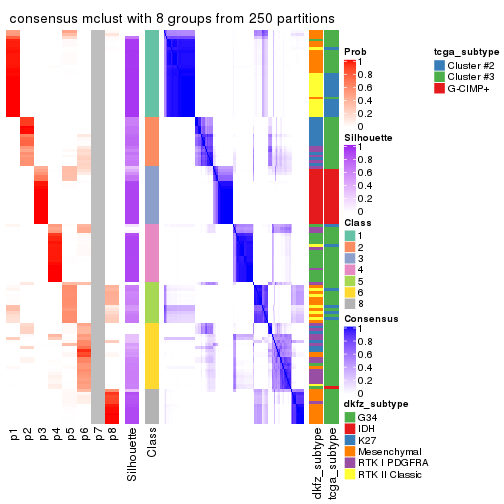 consensus mclust with 8 groups from 250 partitions
Prob
1
0.8
0.6
0.4
0.2
0
Silhouette
1
0.8
0.6
0.4
0.2
0
Class
1
2
3
4
5
6
8
Consensus
1
0.8
0.6
0.4
0.2
0
dkfz_subtype
G34
IDH
K27
Mesenchymal
RTK I PDGFRA
RTK II Classic
tcga_subtype
Cluster #2
Cluster #3
G-CIMP+
p1
p2
p3
p4
p5
p6
p7
p8
Silhouette
Class
dkfz_subtype
tcga_subtype